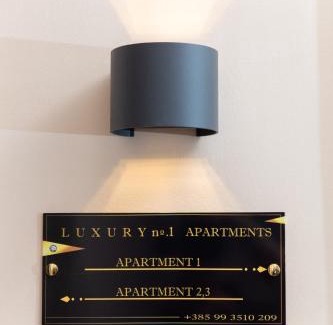 LUXURY no.1 APARTMENTS
APARTMENT 1
APARTMENT 2,3
+385 99 3510 209